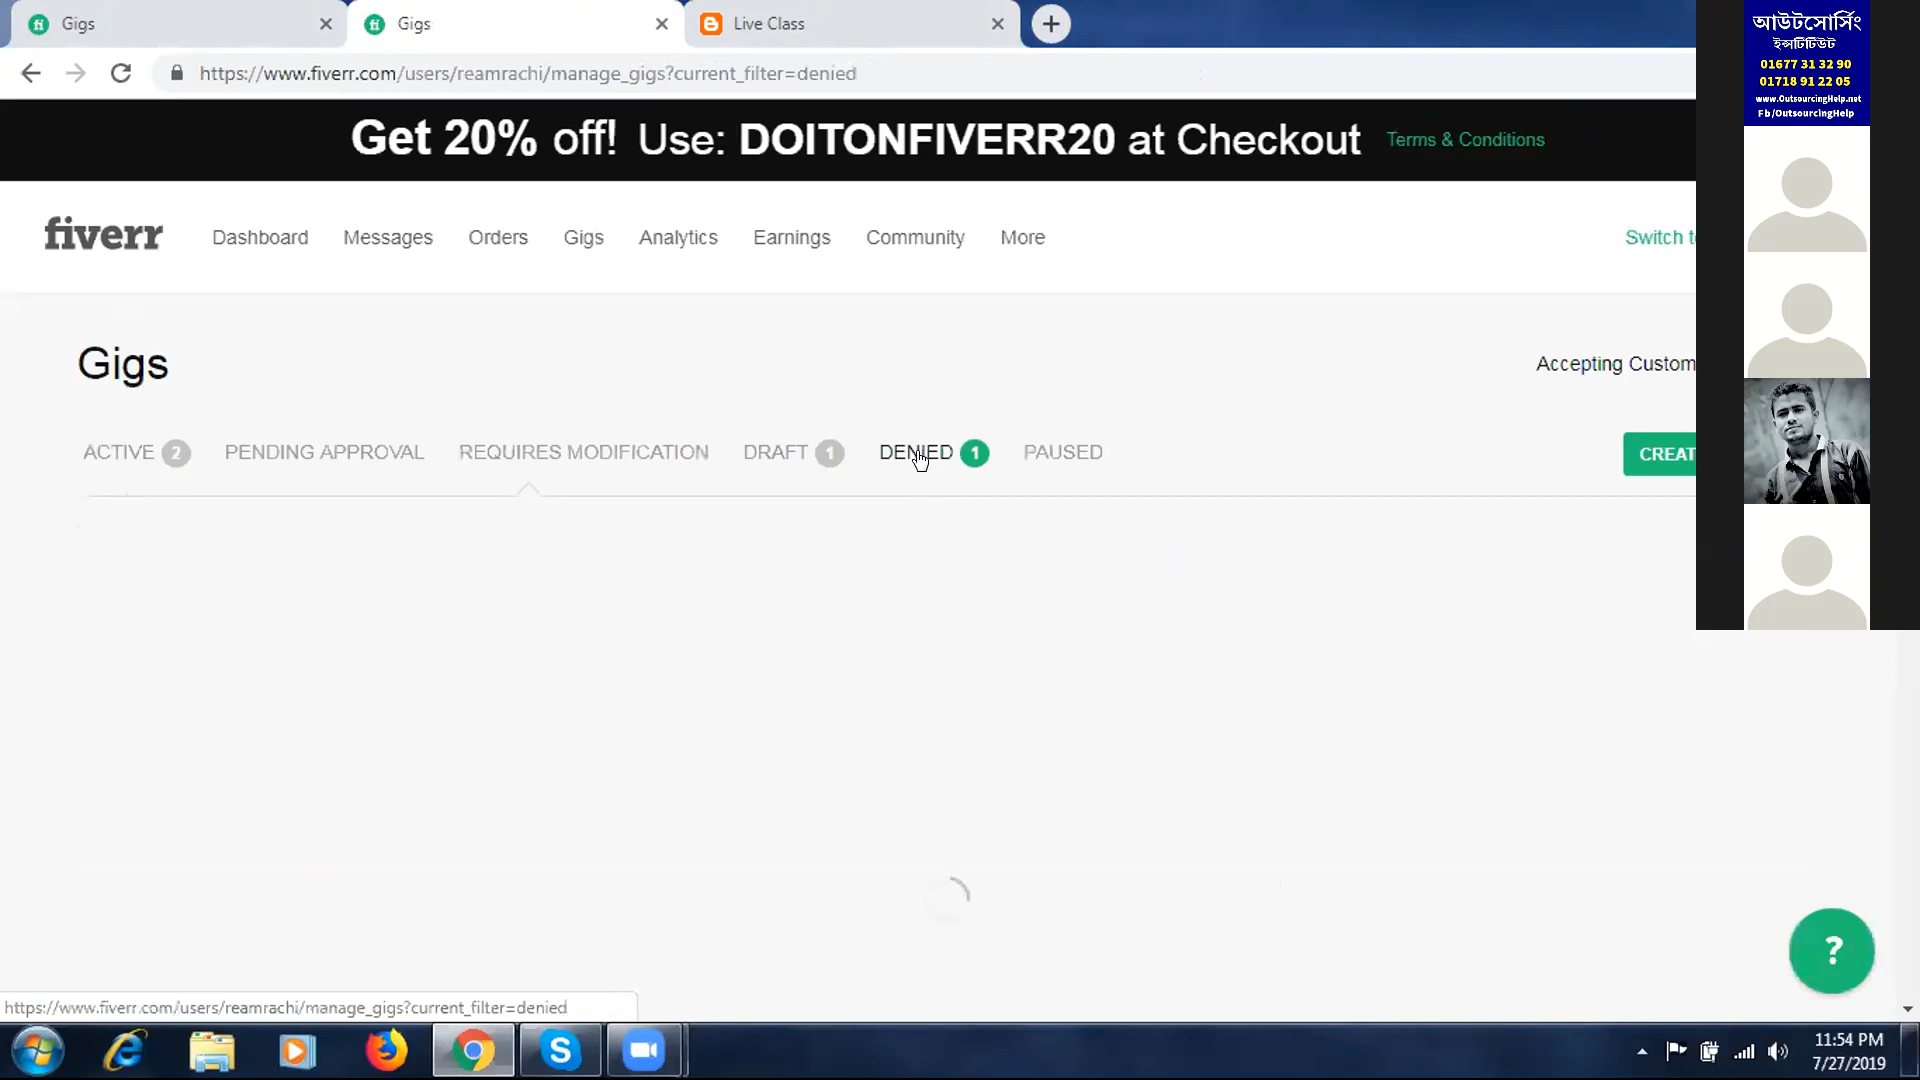 Gigs
Gigs
Live Class
https://www.fiverr.com/users/reamrachi/manage_gigs?current_filter=denied
Get 20% off! Use: DOITONFIVERR20 at Checkout
Terms & Conditions
fiverr
Dashboard
Messages
Orders
Gigs
Analytics
Earnings
Community
More
Switch t
Gigs
Accepting Custom
ACTIVE 2
PENDING APPROVAL
REQUIRES MODIFICATION
DRAFT 1
DENIED 1
PAUSED
CREAT
আউটসোর্সিং
ইন্সটিটিউট
01677 31 32 90
01718 91 22 05
www.OutsourcingHelp.net
Fb/OutsourcingHelp
?
https://www.fiverr.com/users/reamrachi/manage_gigs?current_filter=denied
11:54 PM
7/27/2019